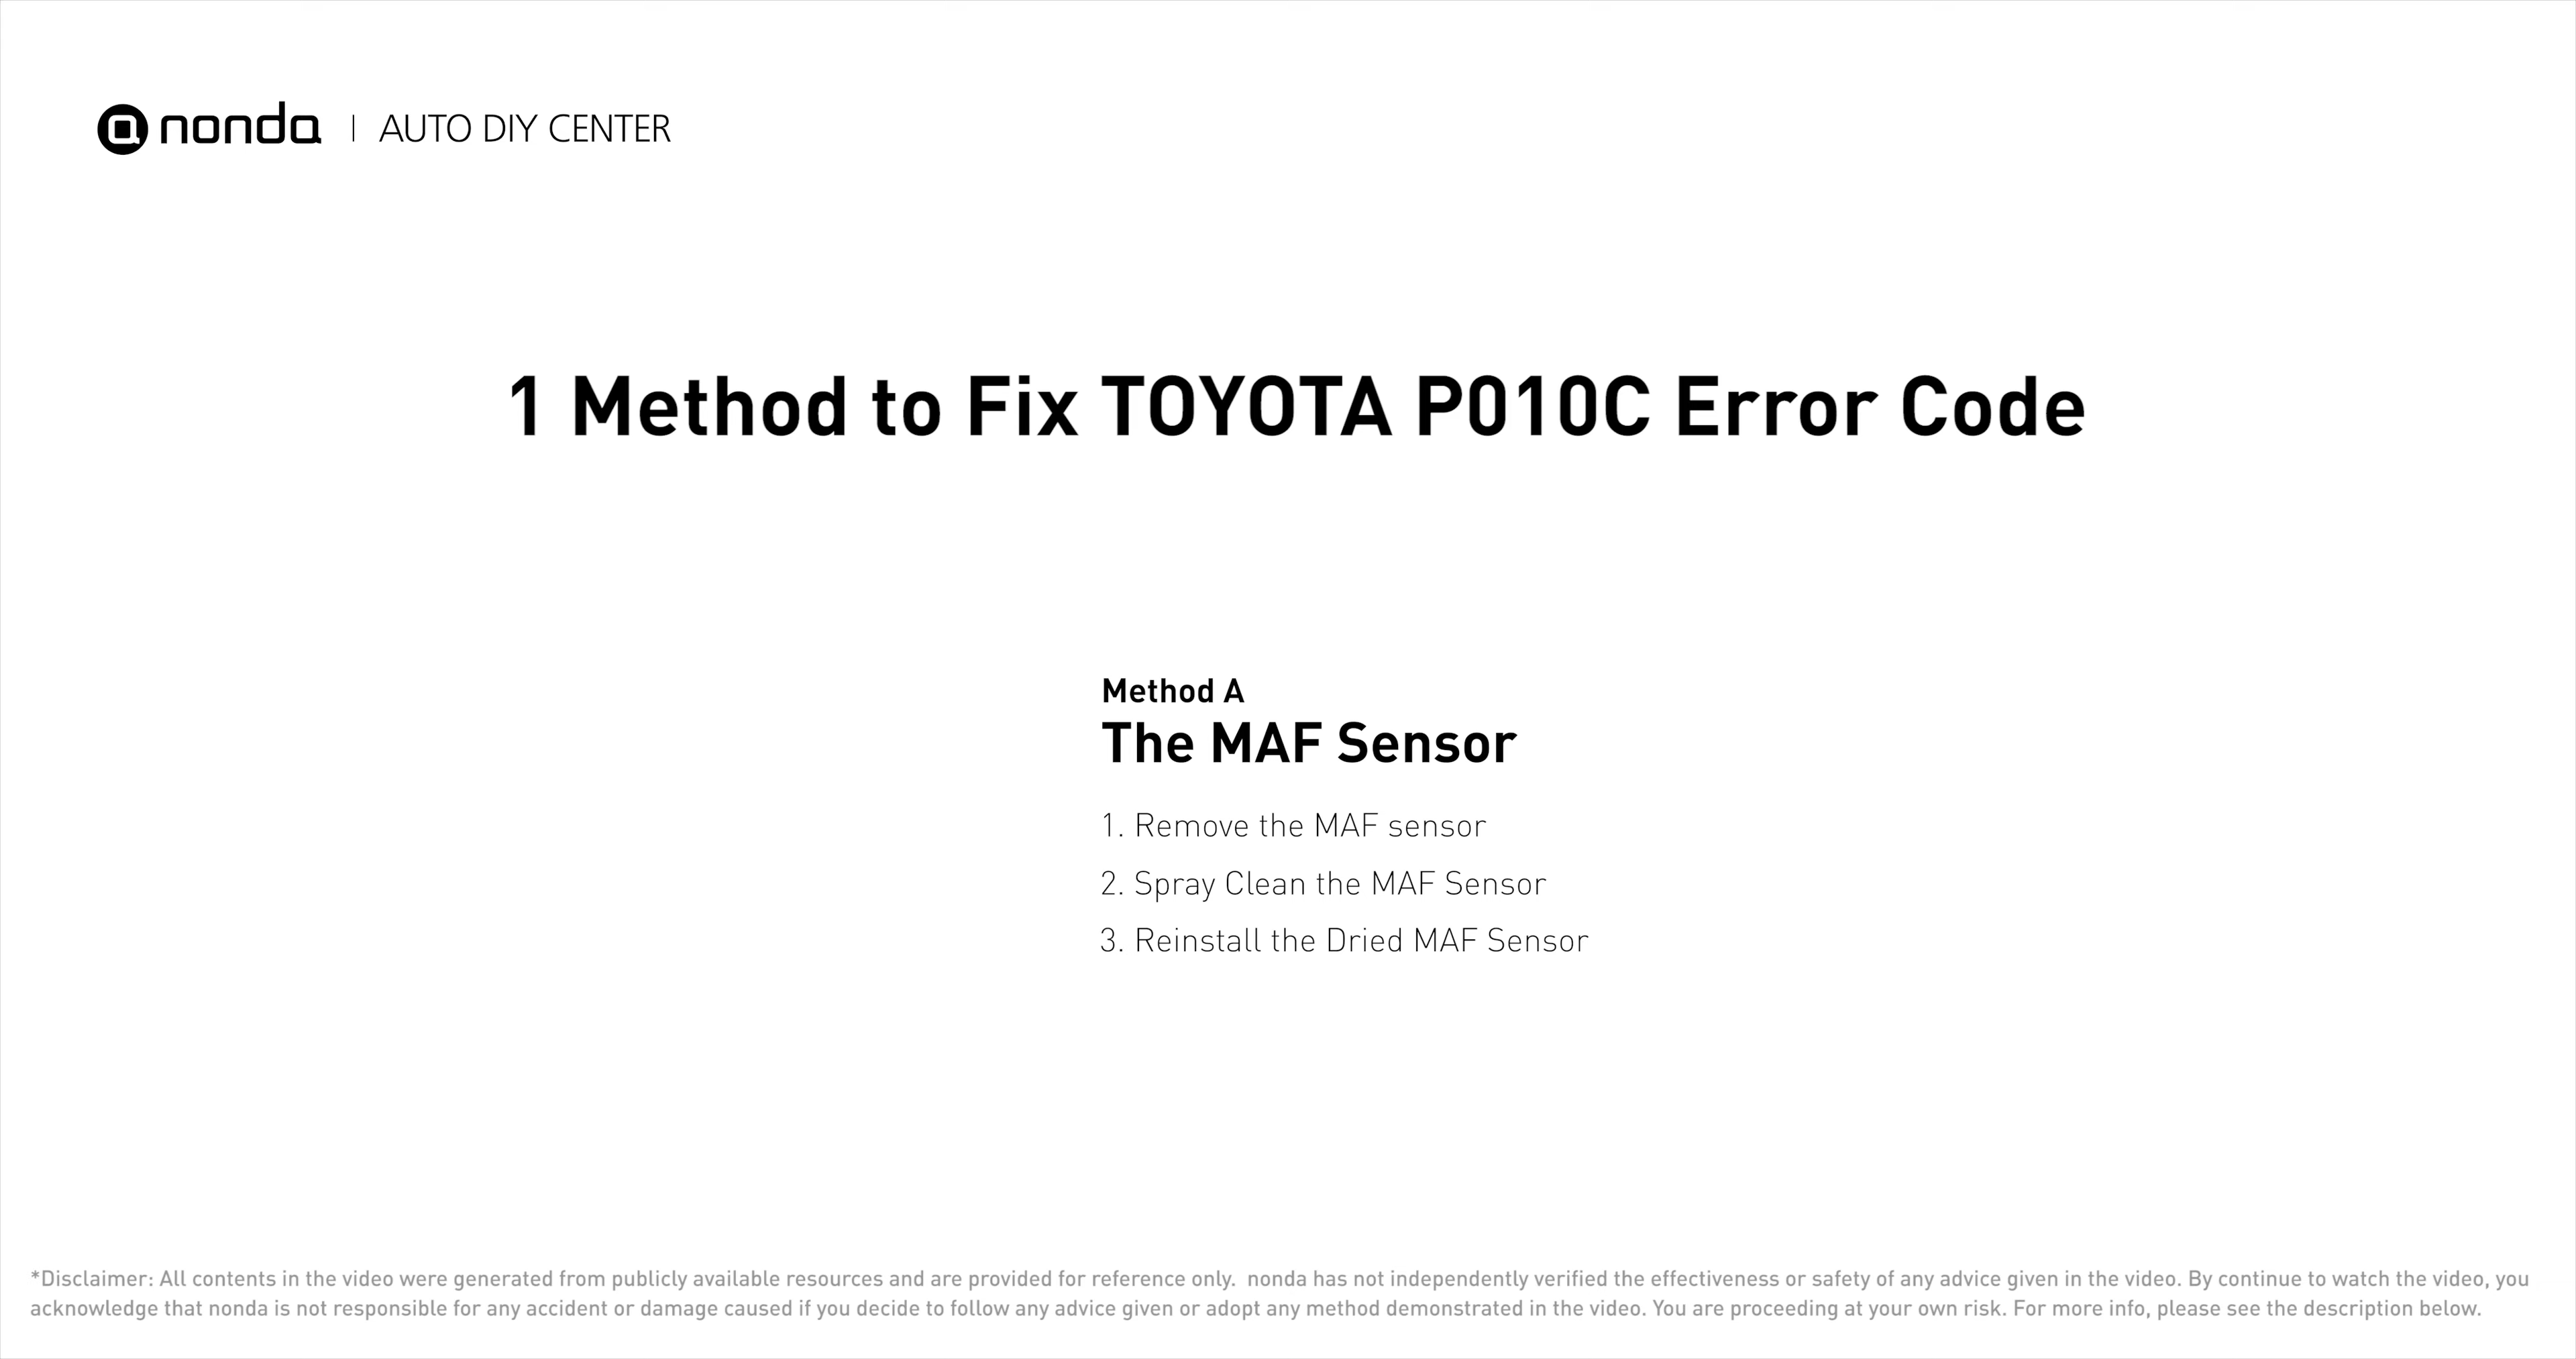 nonda | AUTO DIY CENTER
1 Method to Fix TOYOTA P010C Error Code
Method A
The MAF Sensor
1. Remove the MAF sensor
2. Spray Clean the MAF Sensor
3. Reinstall the Dried MAF Sensor
*Disclaimer: All contents in the video were generated from publicly available resources and are provided for reference only. nonda has not independently verified the effectiveness or safety of any advice given in the video. By continue to watch the video, you
acknowledge that nonda is not responsible for any accident or damage caused if you decide to follow any advice given or adopt any method demonstrated in the video. You are proceeding at your own risk. For more info, please see the description below.